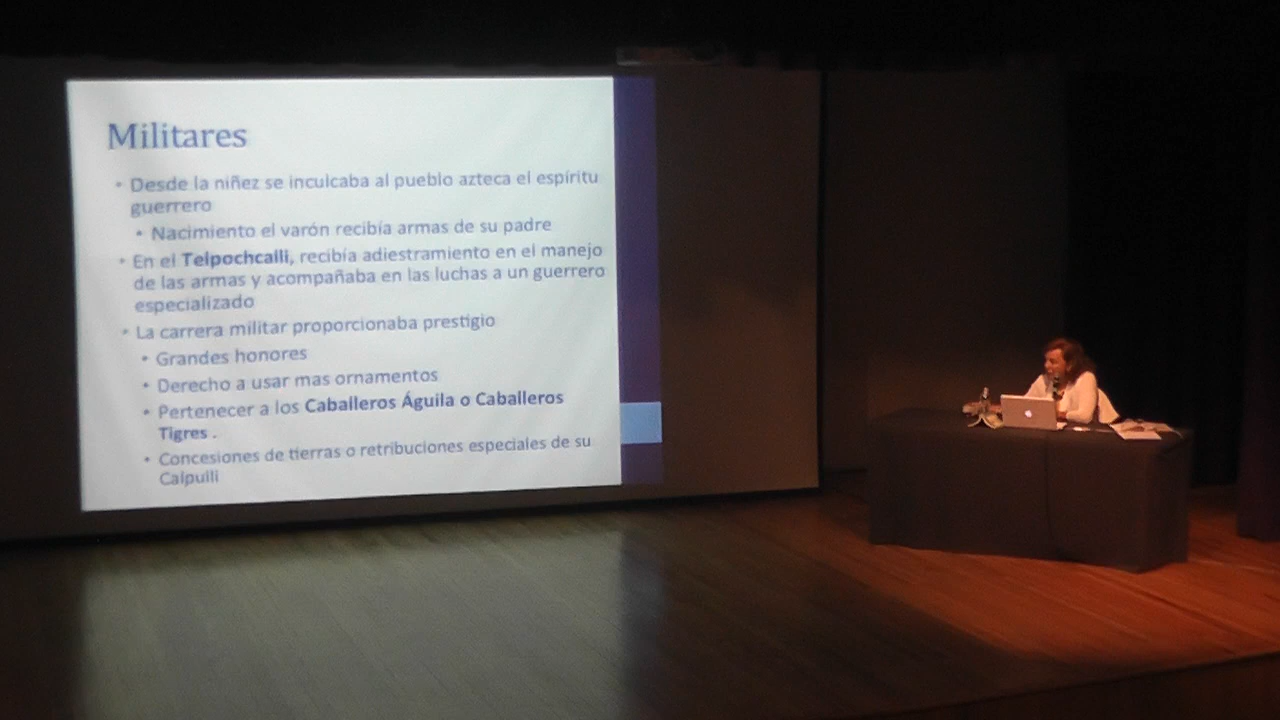 Militares
• Desde la niñez se inculcaba al pueblo azteca el espíritu
guerrero
• Nacimiento el varón recibía armas de su padre
• En el Telpochcalli, recibía adiestramiento en el manejo
de las armas y acompañaba en las luchas a un guerrero
especializado
• La carrera militar proporcionaba prestigio
• Grandes honores
• Derecho a usar mas ornamentos
• Pertenecer a los Caballeros Águila o Caballeros
Tigres .
• Concesiones de tierras o retribuciones especiales de su
Calpulli